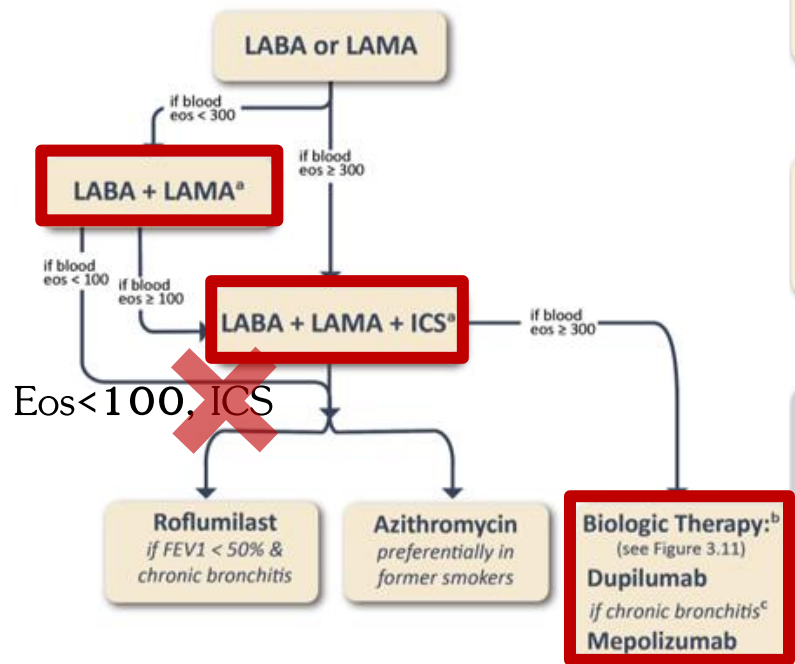 LABA or LAMA
if blood
eos < 300
if blood
eos ≥ 300
LABA + LAMAᵃ
if blood
eos < 100
if blood
eos ≥ 100
LABA + LAMA + ICSᵃ
if blood
eos ≥ 300
Eos<100, ICS
Roflumilast
if FEV1 < 50% &
chronic bronchitis
Azithromycin
preferentially in
former smokers
Biologic Therapy:ᵇ
(see Figure 3.11)
Dupilumab
if chronic bronchitisᶜ
Mepolizumab